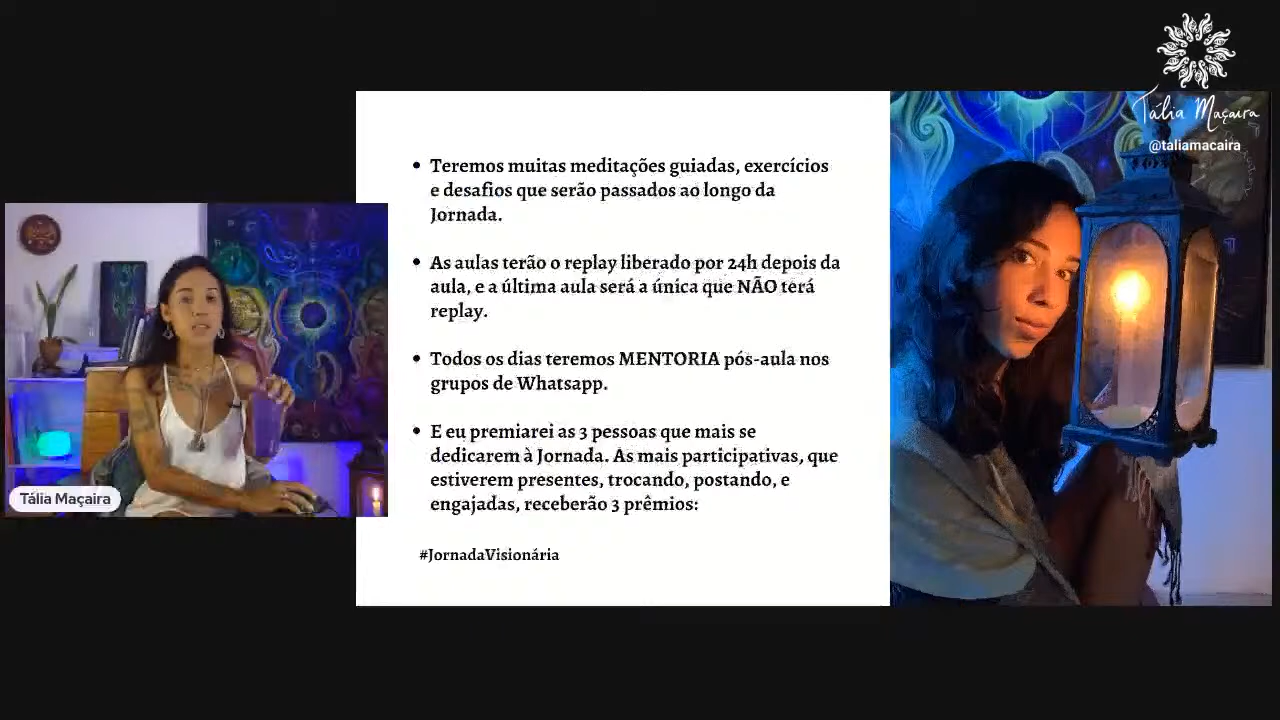 Tália Maçaira
@taliamacaira
Teremos muitas meditações guiadas, exercícios
e desafios que serão passados ao longo da
Jornada.
As aulas terão o replay liberado por 24h depois da
aula, e a última aula será a única que NÃO terá
replay.
Todos os dias teremos MENTORIA pós-aula nos
grupos de Whatsapp.
E eu premiarei as 3 pessoas que mais se
dedicarem à Jornada. As mais participativas, que
estiverem presentes, trocando, postando, e
engajadas, receberão 3 prêmios:
#JornadaVisionária
Tália Maçaira